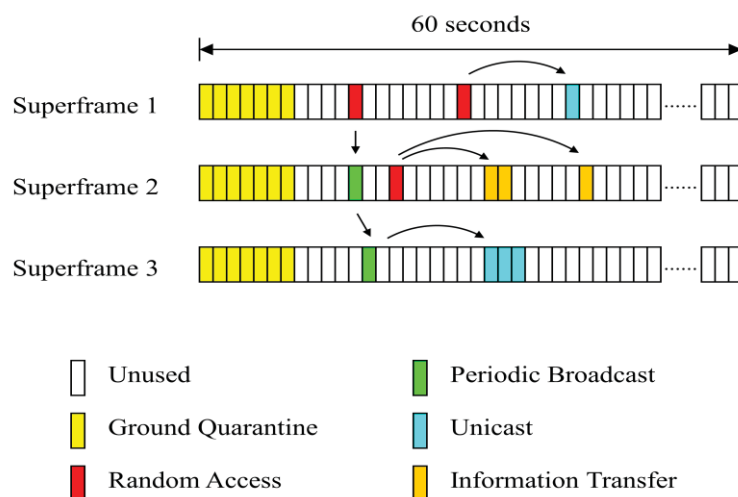 60 seconds
Superframe 1
Superframe 2
Superframe 3
Unused
Periodic Broadcast
Ground Quarantine
Unicast
Random Access
Information Transfer